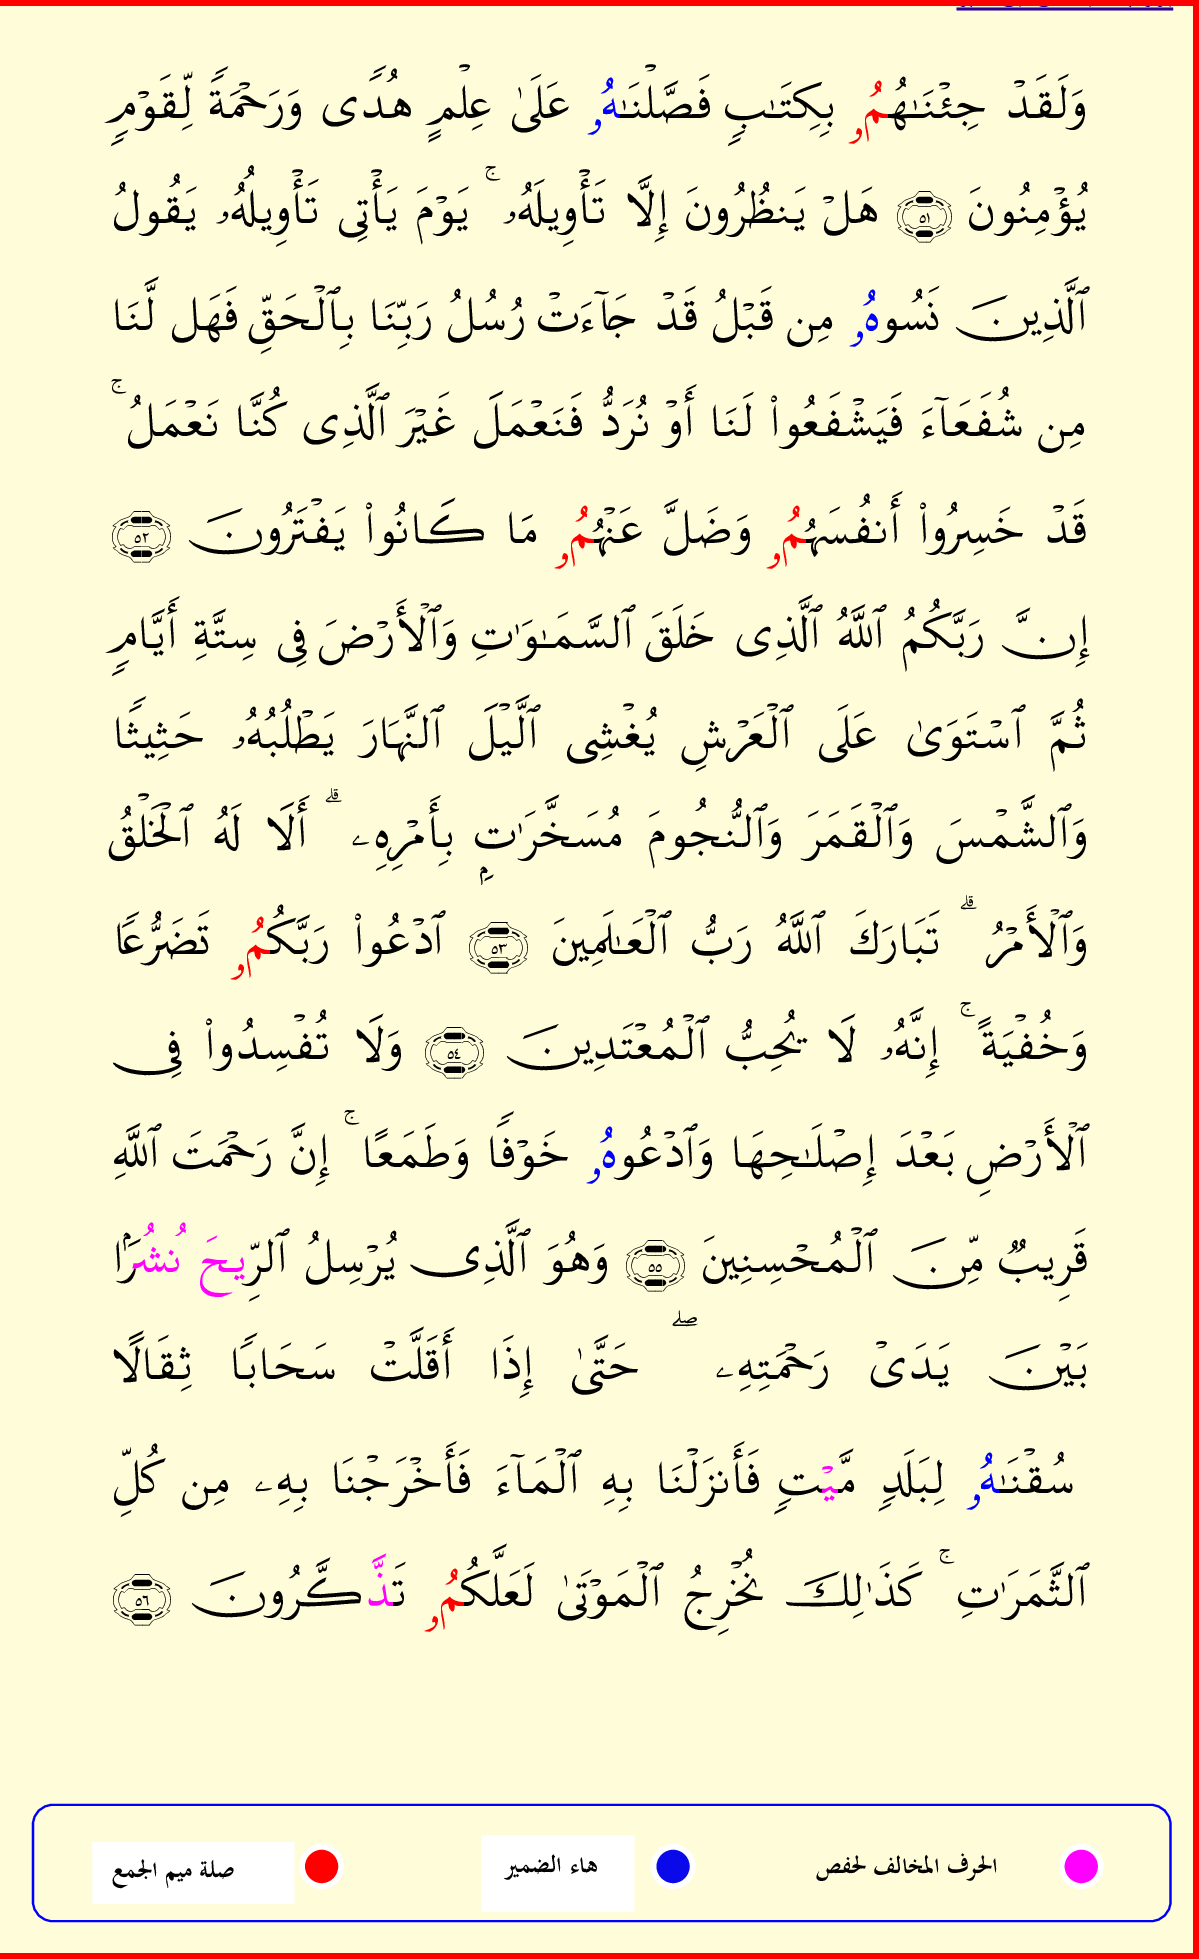 وَلَقَدۡ جِئۡنَٰهُمُۥ بِكِتَٰبٖ فَصَّلۡنَٰهُۥ عَلَىٰ عِلۡمٍ هُدٗى وَرَحۡمَةٗ لِّقَوۡمٖ
يُؤۡمِنُونَ ٥١ هَلۡ يَنظُرُونَ إِلَّا تَأۡوِيلَهُۥۚ يَوۡمَ يَأۡتِي تَأۡوِيلُهُۥ يَقُولُ
ٱلَّذِينَ نَسُوهُۥ مِن قَبۡلُ قَدۡ جَآءَتۡ رُسُلُ رَبِّنَا بِٱلۡحَقِّ فَهَل لَّنَا
مِن شُفَعَآءَ فَيَشۡفَعُواْ لَنَا أَوۡ نُرَدُّ فَنَعۡمَلَ غَيۡرَ ٱلَّذِي كُنَّا نَعۡمَلُۚ
قَدۡ خَسِرُواْ أَنفُسَهُمُۥ وَضَلَّ عَنۡهُمُۥ مَا كَانُواْ يَفۡتَرُونَ ٥٢
إِنَّ رَبَّكُمُ ٱللَّهُ ٱلَّذِي خَلَقَ ٱلسَّمَٰوَٰتِ وَٱلۡأَرۡضَ فِي سِتَّةِ أَيَّامٖ
ثُمَّ ٱسۡتَوَىٰ عَلَى ٱلۡعَرۡشِ يُغۡشِي ٱلَّيۡلَ ٱلنَّهَارَ يَطۡلُبُهُۥ حَثِيثٗا
وَٱلشَّمۡسَ وَٱلۡقَمَرَ وَٱلنُّجُومَ مُسَخَّرَٰتِۭ بِأَمۡرِهِۦۗ أَلَا لَهُ ٱلۡخَلۡقُ
وَٱلۡأَمۡرُۗ تَبَارَكَ ٱللَّهُ رَبُّ ٱلۡعَٰلَمِينَ ٥٣ ٱدۡعُواْ رَبَّكُمُۥ تَضَرُّعٗا
وَخُفۡيَةًۚ إِنَّهُۥ لَا يُحِبُّ ٱلۡمُعۡتَدِينَ ٥٤ وَلَا تُفۡسِدُواْ فِي
ٱلۡأَرۡضِ بَعۡدَ إِصۡلَٰحِهَا وَٱدۡعُوهُۥ خَوۡفٗا وَطَمَعًاۚ إِنَّ رَحۡمَتَ ٱللَّهِ
قَرِيبٞ مِّنَ ٱلۡمُحۡسِنِينَ ٥٥ وَهُوَ ٱلَّذِي يُرۡسِلُ ٱلرِّيحَ نُشُرَۢا
بَيۡنَ يَدَيۡ رَحۡمَتِهِۦۖ حَتَّىٰ إِذَا أَقَلَّتۡ سَحَابٗا ثِقَالٗا
سُقۡنَٰهُۥ لِبَلَدٖ مَّيۡتٖ فَأَنزَلۡنَا بِهِ ٱلۡمَآءَ فَأَخۡرَجۡنَا بِهِۦ مِن كُلِّ
ٱلثَّمَرَٰتِۚ كَذَٰلِكَ نُخۡرِجُ ٱلۡمَوۡتَىٰ لَعَلَّكُمُۥ تَذَّكَّرُونَ ٥٦
الحرف المخالف لحفص هاء الضمير صلة ميم الجمع